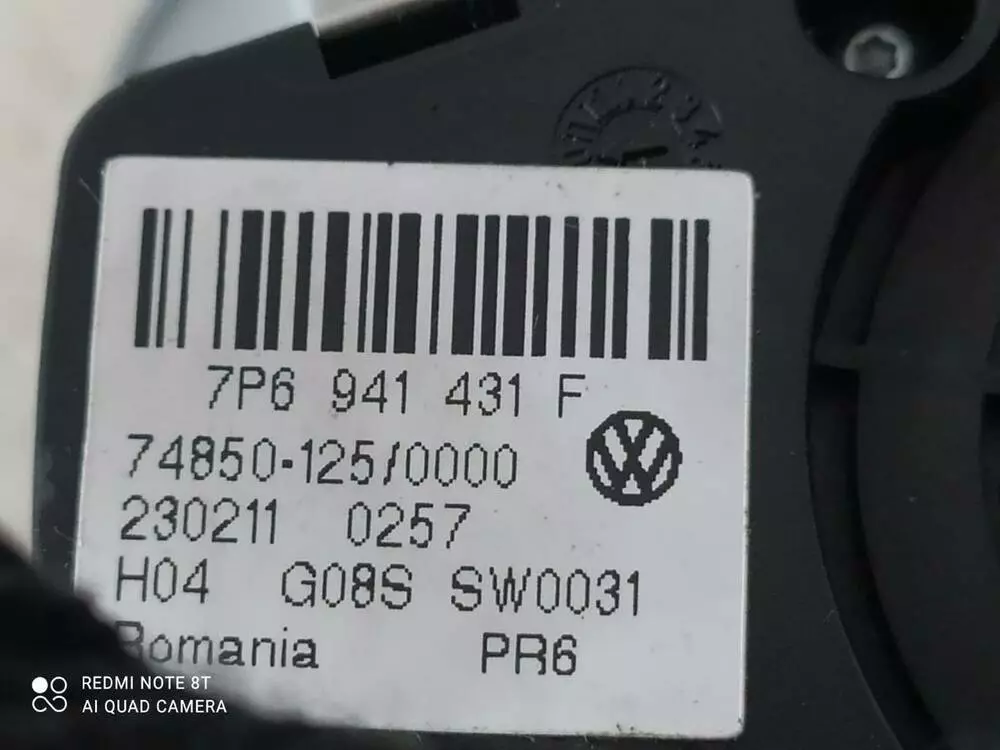 7P6 941 431 F
74850-125/0000
230211 0257
H04 G08S SW0031
Romania PR6
REDMI NOTE 8T
AI QUAD CAMERA